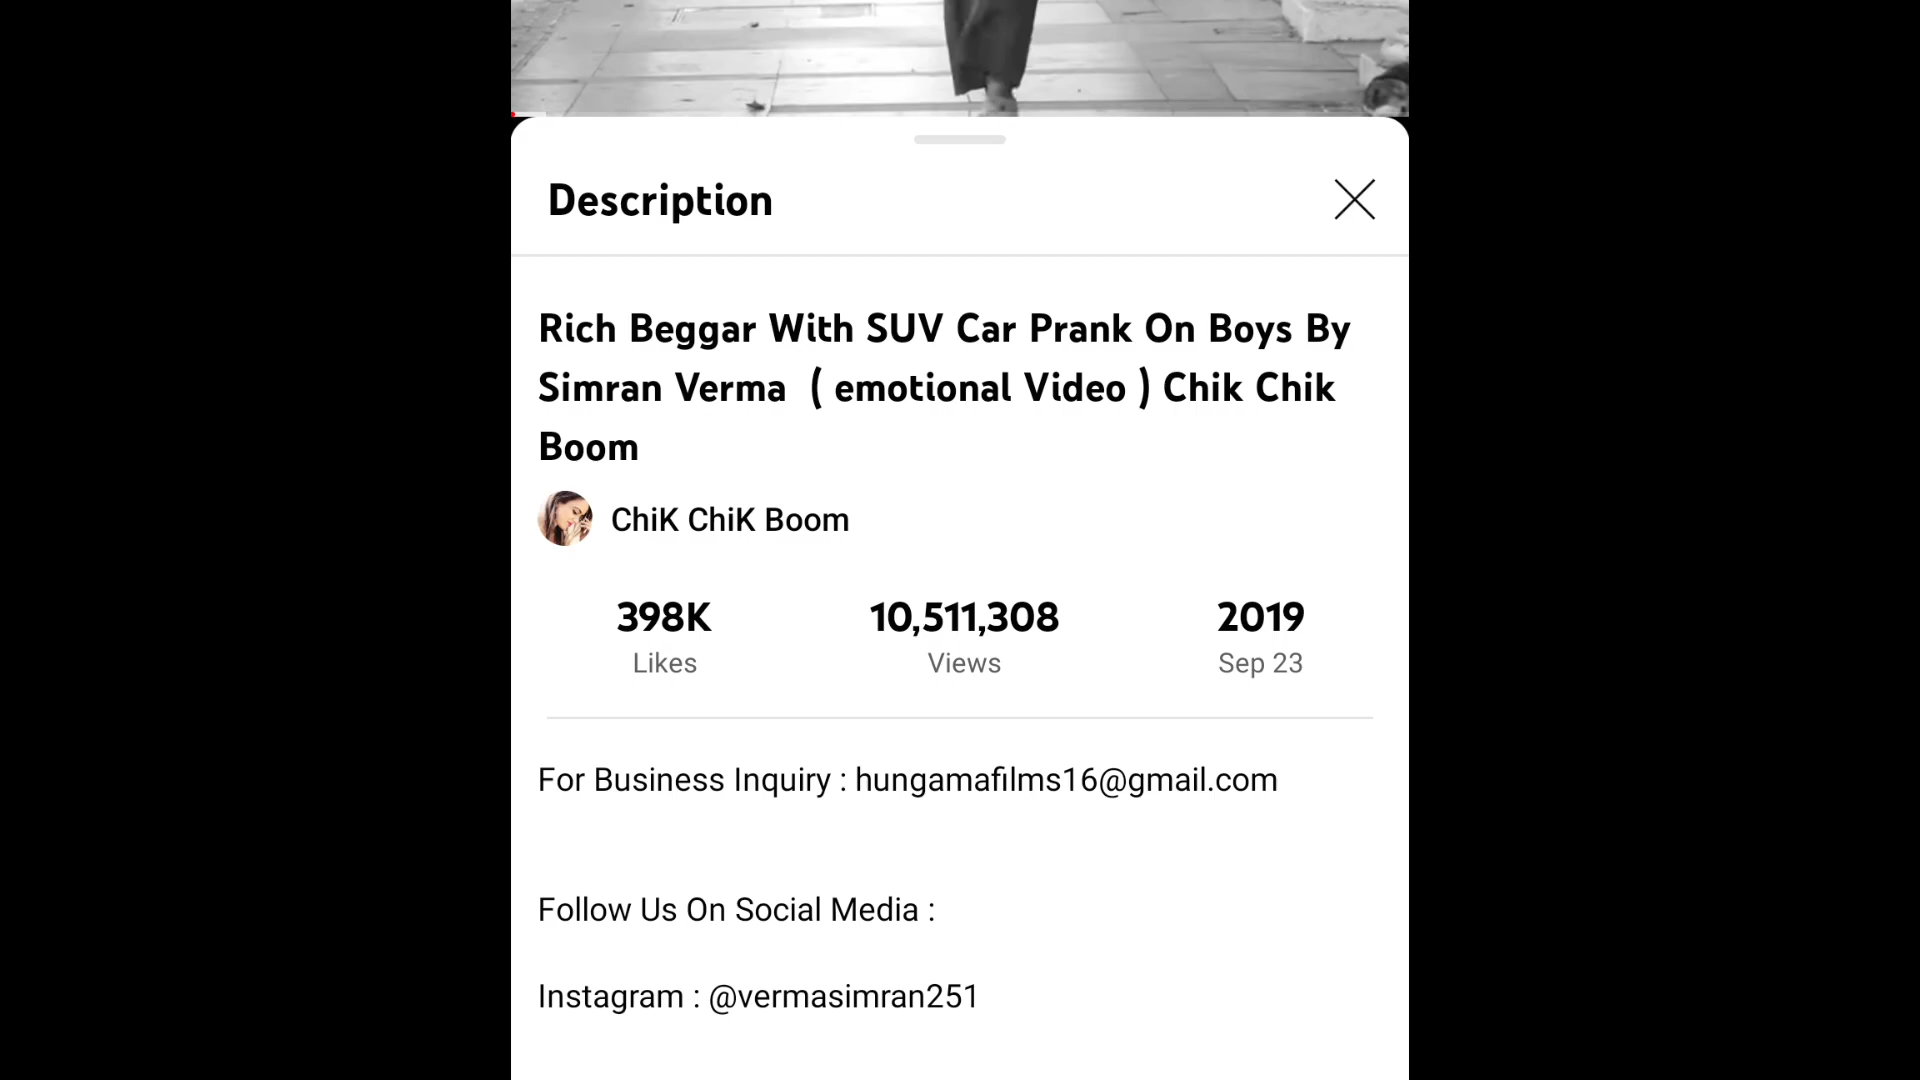 Description
Rich Beggar With SUV Car Prank On Boys By
Simran Verma ( emotional Video ) Chik Chik
Boom
ChiK ChiK Boom
398K 10,511,308 2019
Likes Views Sep 23
For Business Inquiry : hungamafilms16@gmail.com
Follow Us On Social Media :
Instagram : @vermasimran251